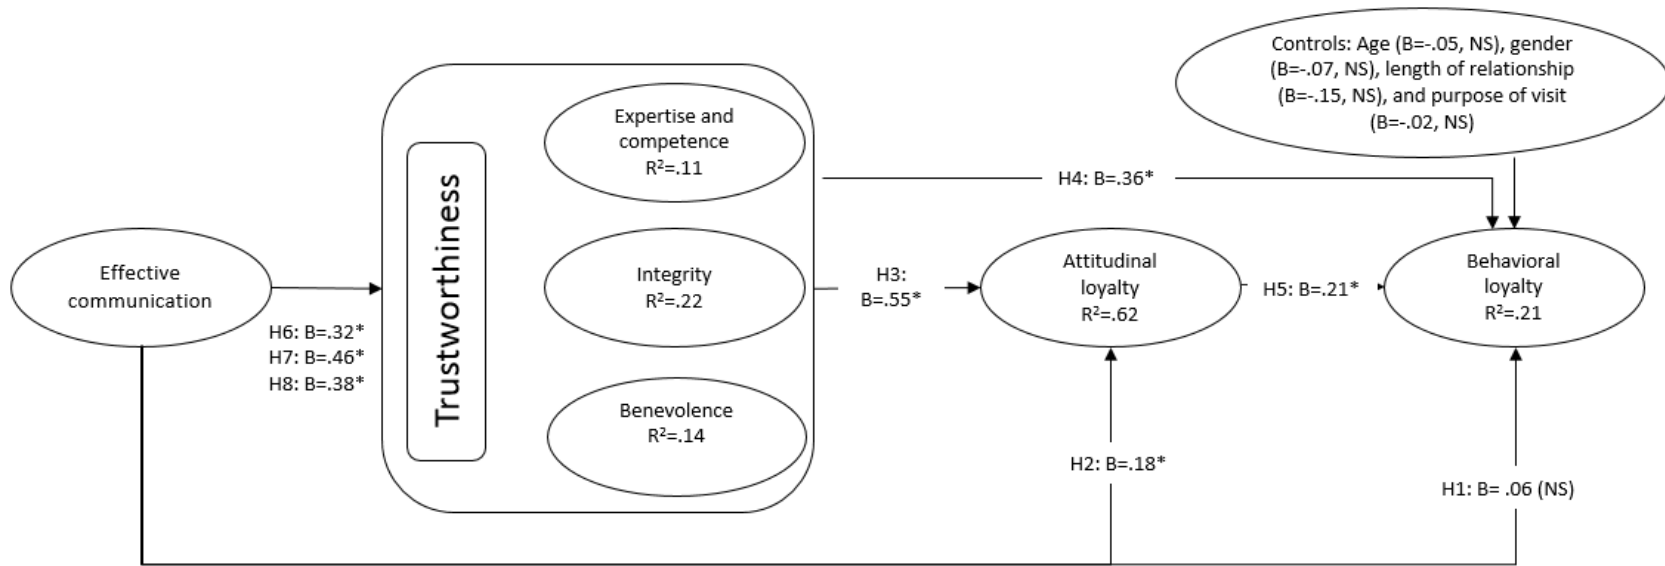 Controls: Age (B=-.05, NS), gender
(B=-.07, NS), length of relationship
(B=-.15, NS), and purpose of visit
(B=-.02, NS)
Expertise and
competence
R²=.11
Trustworthiness
H4: B=.36*
Effective
communication
Integrity
R²=.22
H3:
B=.55*
Attitudinal
loyalty
R²=.62
H5: B=.21*
Behavioral
loyalty
R²=.21
H6: B=.32*
H7: B=.46*
H8: B=.38*
Benevolence
R²=.14
H2: B=.18*
H1: B= .06 (NS)